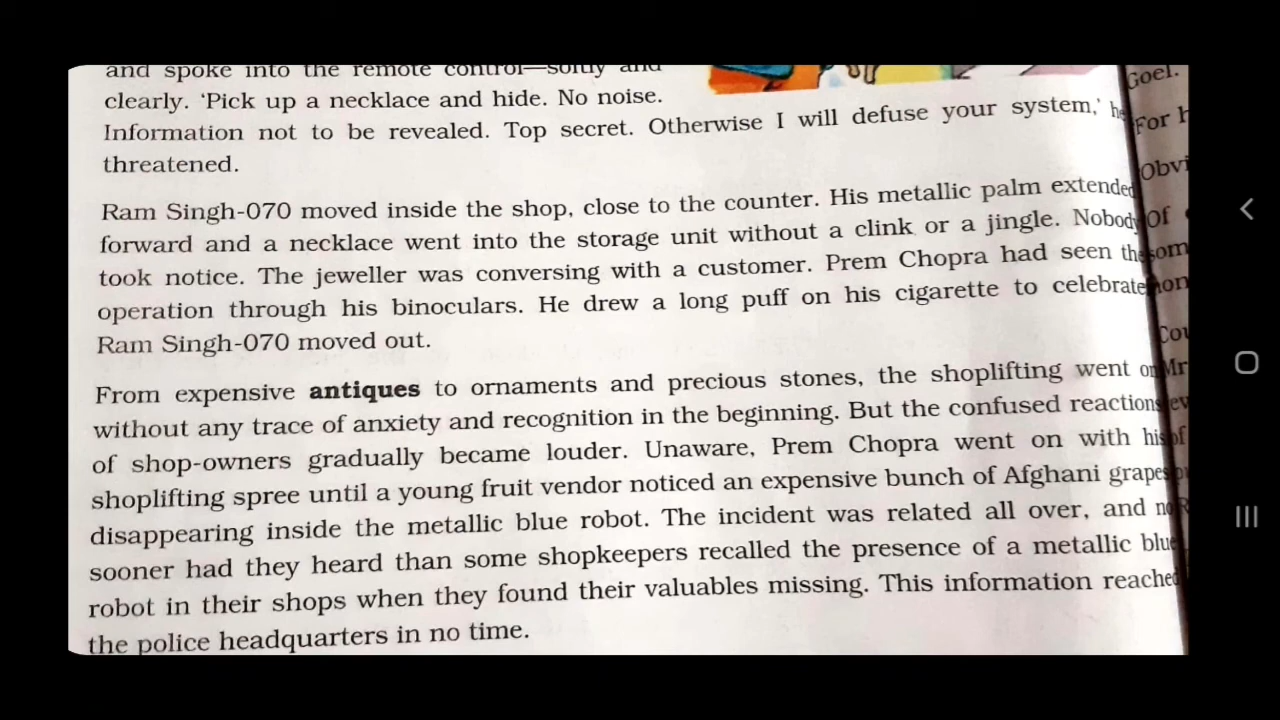 and spoke into the remote control—softly and
clearly. ‘Pick up a necklace and hide. No noise.
Information not to be revealed. Top secret. Otherwise I will defuse your system,’ he
threatened.
Ram Singh-070 moved inside the shop, close to the counter. His metallic palm extended
forward and a necklace went into the storage unit without a clink or a jingle. Nobody
took notice. The jeweller was conversing with a customer. Prem Chopra had seen the
operation through his binoculars. He drew a long puff on his cigarette to celebrate
Ram Singh-070 moved out.
From expensive antiques to ornaments and precious stones, the shoplifting went on
without any trace of anxiety and recognition in the beginning. But the confused reactions
of shop-owners gradually became louder. Unaware, Prem Chopra went on with his
shoplifting spree until a young fruit vendor noticed an expensive bunch of Afghani grapes
disappearing inside the metallic blue robot. The incident was related all over, and no
sooner had they heard than some shopkeepers recalled the presence of a metallic blue
robot in their shops when they found their valuables missing. This information reached
the police headquarters in no time.
Goel.
For
Of